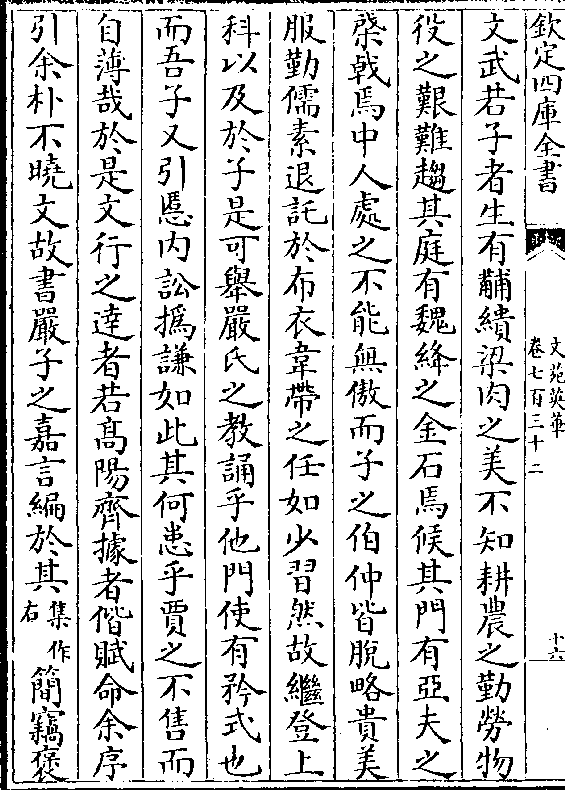 欽定四庫全書
文苑英華
卷七百三十二
十六
文武若子者生有黼繢粱肉之美不知耕農之勤勞物
役之艱難趨其庭有魏絳之金石焉候其門有亞夫之
棨㦸焉中人處之不能無傲而子之伯仲皆脫略貴美
服勤儒素退託於布衣韋帶之任如少習然故繼登上
科以及於子是可舉嚴氏之教誦乎他門使有矜式也
而吾子又引慝内訟撝謙如此其何患乎賈之不售而
自薄哉於是文行之達者若髙陽齊據者偕賦命余序
引余朴不曉文故書嚴子之嘉言編於其集作右簡竊褒